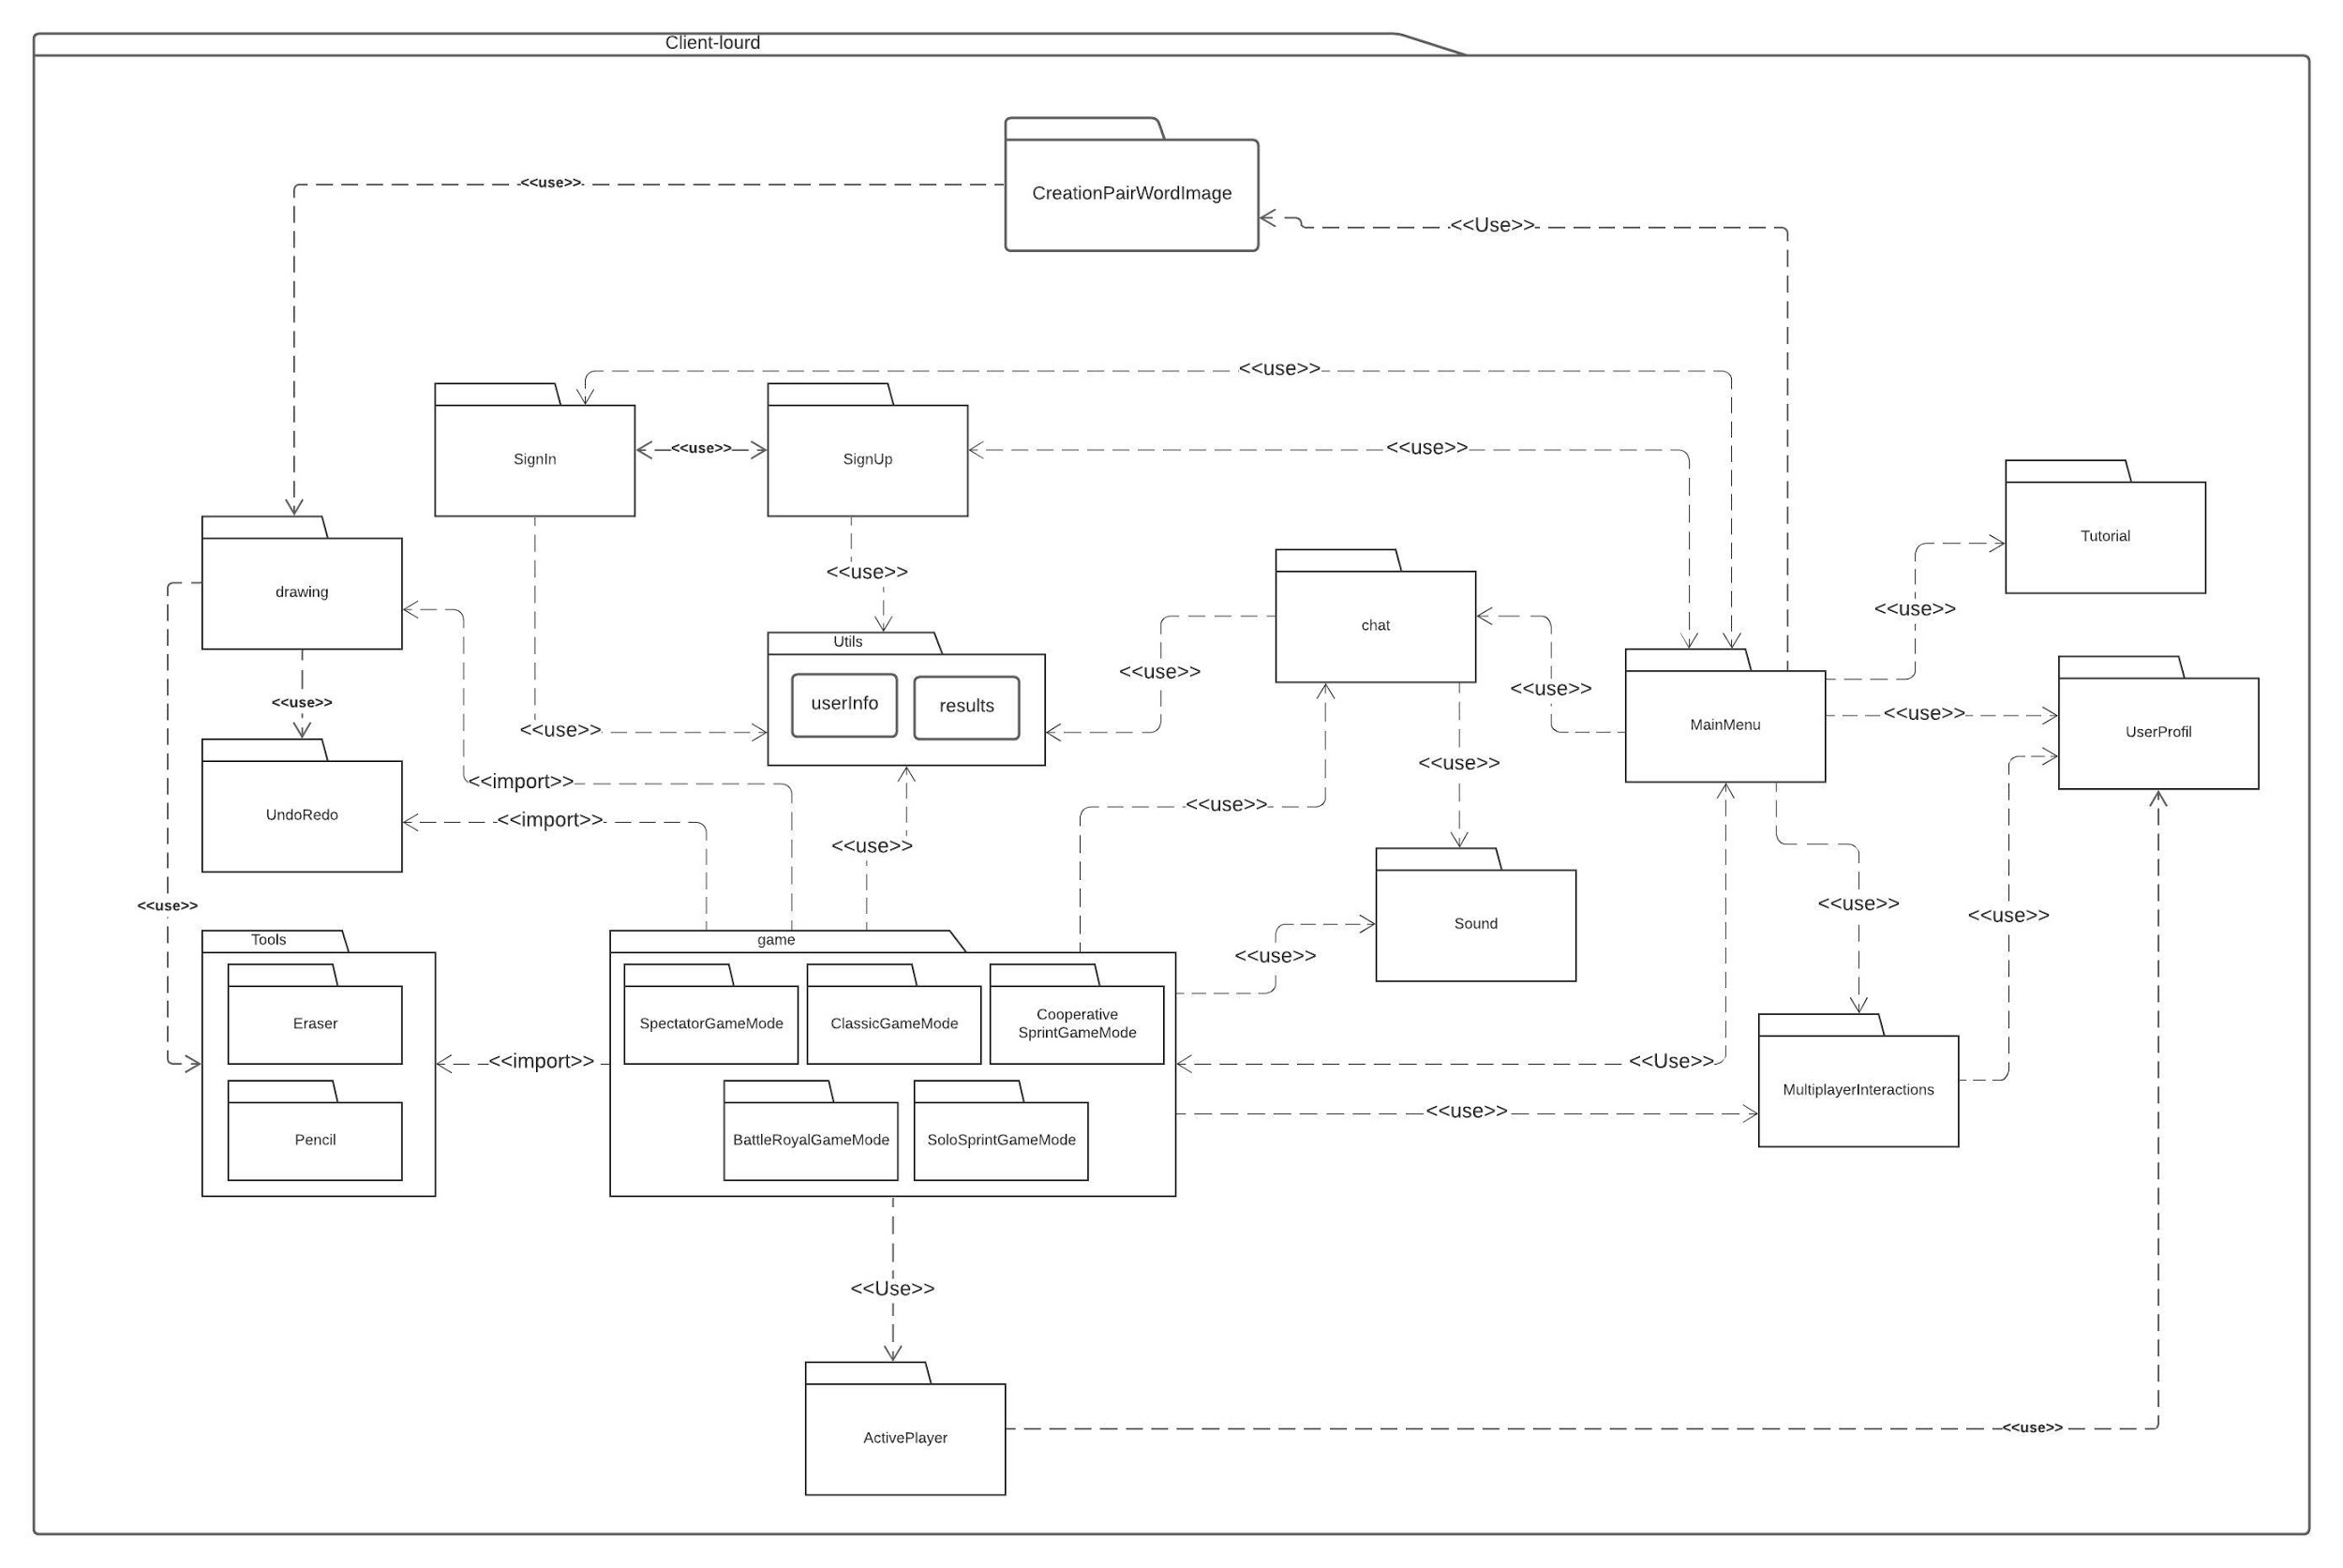 Client-lourd
<<use>>
CreationPairWordImage
<<Use>>
<<use>>
SignIn
<<use>>
SignUp
<<use>>
Tutorial
drawing
<<use>>
chat
<<use>>
Utils
userInfo
results
<<use>>
<<use>>
<<use>>
MainMenu
<<use>>
UserProfil
<<use>>
<<use>>
<<import>>
<<use>>
<<use>>
UndoRedo
<<import>>
<<use>>
<<use>>
<<use>>
<<use>>
Sound
<<use>>
Tools
Eraser
Pencil
<<import>>
game
SpectatorGameMode
ClassicGameMode
Cooperative
SprintGameMode
BattleRoyalGameMode
SoloSprintGameMode
<<use>>
<<Use>>
<<use>>
MultiplayerInteractions
<<Use>>
ActivePlayer
<<use>>